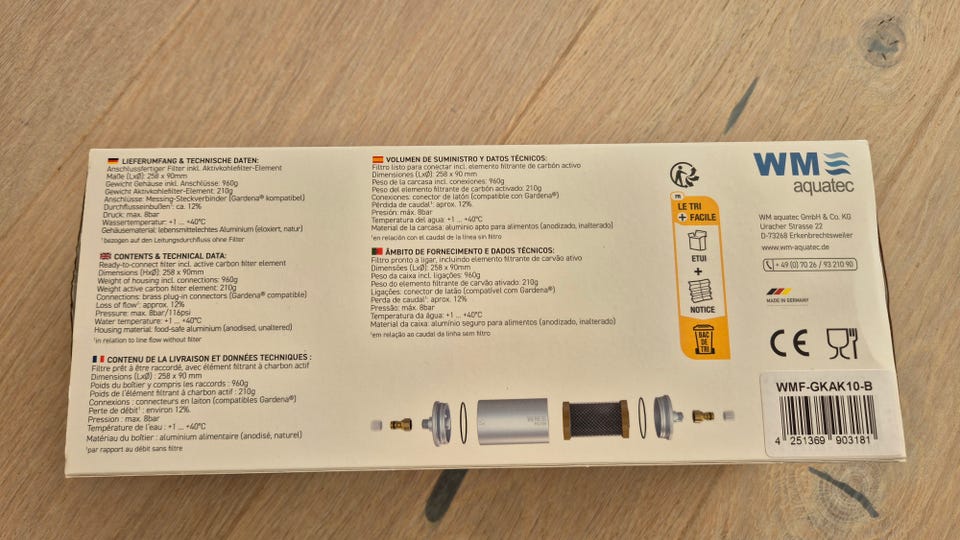 LIEFERUMFANG & TECHNISCHE DATEN:
Anschlussfertiger Filter inkl. Aktivkohlefilter-Element
Maße (LxØ): 258 x 90mm
Gewicht Gehäuse inkl. Anschlüsse: 960g
Gewicht Aktivkohlefilter-Element: 210g
Anschlüsse: Messing-Steckverbinder (Gardena® kompatibel)
Durchflusseinbußen¹: ca. 12%
Druck: max. 8bar
Wassertemperatur: +1 ... +40°C
Gehäusematerial: lebensmittelechtes Aluminium (eloxiert, natur)
¹bezogen auf den Leitungsdurchfluss ohne Filter
CONTENTS & TECHNICAL DATA:
Ready-to-connect filter incl. active carbon filter element
Dimensions (HxØ): 258 x 90mm
Weight of housing incl. connections: 960g
Weight active carbon filter element: 210g
Connections: brass plug-in connectors (Gardena® compatible)
Loss of flow¹: approx. 12%
Pressure: max. 8bar/116psi
Water temperature: +1 ... +40°C
Housing material: food-safe aluminium (anodised, unaltered)
¹in relation to line flow without filter
CONTENU DE LA LIVRAISON ET DONNÉES TECHNIQUES :
Filtre prêt à être raccordé, avec élément filtrant à charbon actif
Dimensions (LxØ) : 258 x 90 mm
Poids du boîtier y compris les raccords : 960g
Poids de l'élément filtrant à charbon actif : 210g
Connexions : connecteurs en laiton (compatibles Gardena®)
Perte de débit¹ : environ 12%.
Pression : max. 8bar
Température de l'eau : +1 ... +40°C
Matériau du boîtier : aluminium alimentaire (anodisé, naturel)
¹par rapport au débit sans filtre
VOLUMEN DE SUMINISTRO Y DATOS TÉCNICOS:
Filtro listo para conectar incl. elemento filtrante de carbón activo
Dimensiones (LxØ): 258 x 90 mm
Peso de la carcasa incl. conexiones: 960g
Peso del elemento filtrante de carbón activado: 210g
Conexiones: conector de latón (compatible con Gardena®)
Pérdida de caudal¹: aprox. 12%.
Presión: máx. 8bar
Temperatura del agua: +1 ... +40°C
Material de la carcasa: aluminio apto para alimentos (anodizado, inalterado)
¹en relación con el caudal de la línea sin filtro
ÂMBITO DE FORNECIMENTO E DADOS TÉCNICOS:
Filtro pronto a ligar, incluindo elemento filtrante de carvão ativo
Dimensões (LxØ): 258 x 90 mm
Peso da caixa incl. ligações: 960g
Peso do elemento filtrante de carvão ativado: 210g
Ligações: conector de latão (compatível com Gardena®)
Perda de caudal¹: aprox. 12%
Pressão: máx. 8bar
Temperatura da água: +1 ... +40°C
Material da caixa: alumínio seguro para alimentos (anodizado, inalterado)
¹em relação ao caudal da linha sem filtro
FR
LE TRI
+ FACILE
ETUI
+
NOTICE
BAC
DE
TRI
WM
aquatec
WM aquatec GmbH & Co. KG
Uracher Strasse 22
D-73268 Erkenbrechtsweiler
www.wm-aquatec.de
+49 (0) 70 26 / 93 210 90
MADE IN GERMANY
CE
WMF-GKAK10-B
4 251369 903181